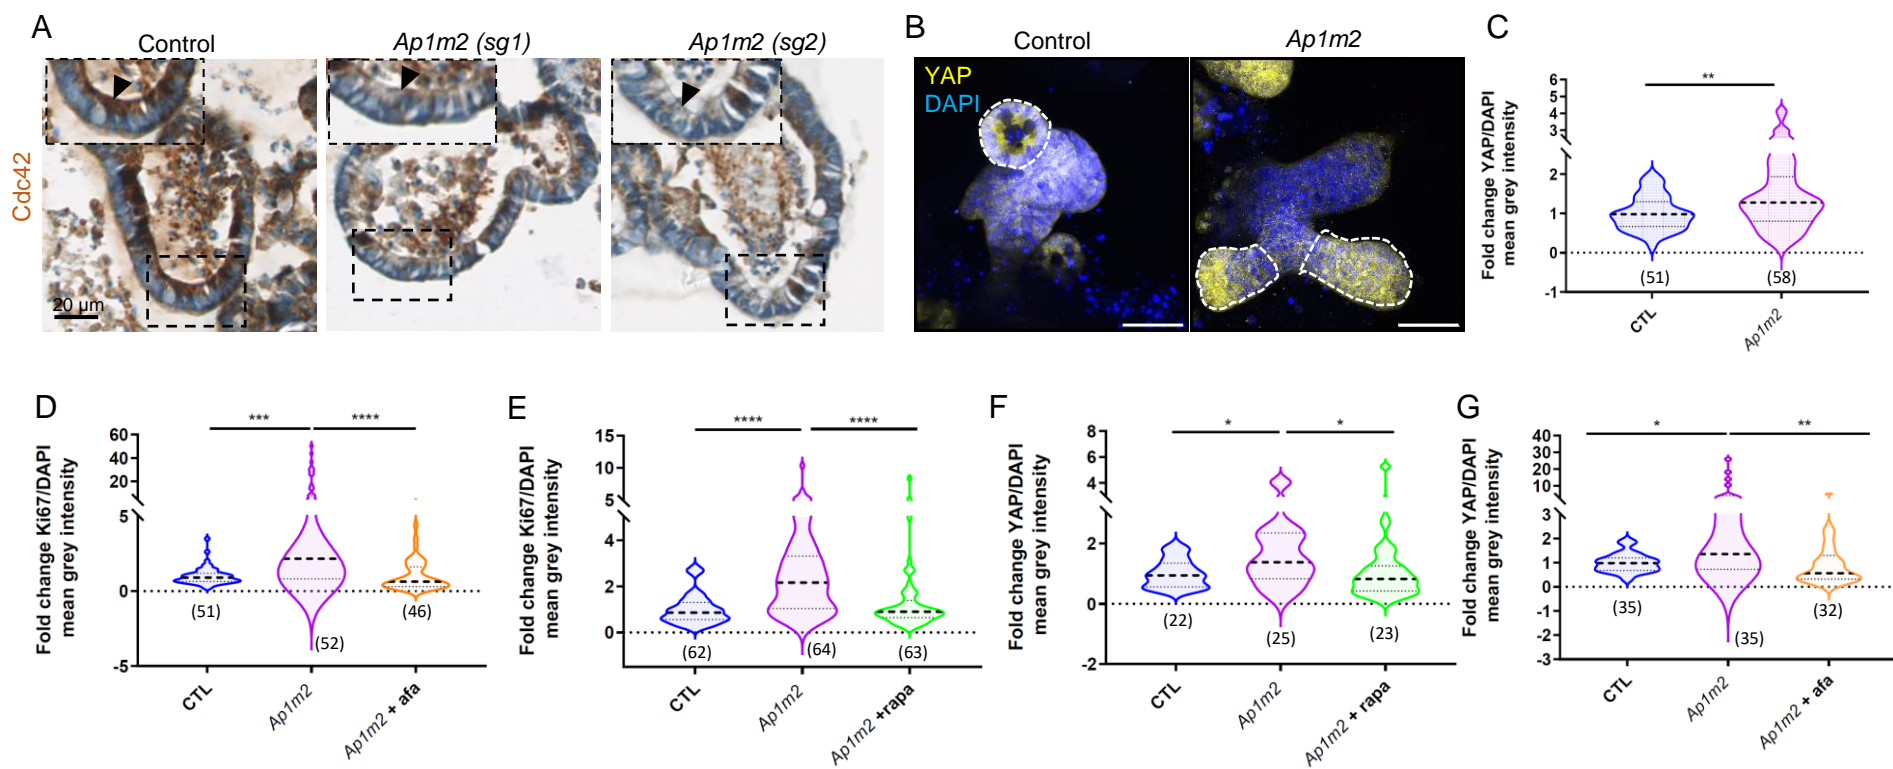 A
Control
Ap1m2 (sg1)
Ap1m2 (sg2)
Cdc42
20 µm
B
Control
Ap1m2
YAP
DAPI
C
Fold change YAP/DAPI
mean grey intensity
6
5
4
3
2
1
0
-1
**
(51)
(58)
CTL
Ap1m2
D
Fold change Ki67/DAPI
mean grey intensity
60
40
20
5
0
-5
***
****
(51)
(52)
(46)
CTL
Ap1m2
Ap1m2 + afa
E
Fold change Ki67/DAPI
mean grey intensity
15
10
5
4
2
0
****
****
(62)
(64)
(63)
CTL
Ap1m2
Ap1m2 +rapa
F
Fold change YAP/DAPI
mean grey intensity
8
6
4
2
0
-2
*
*
(22)
(25)
(23)
CTL
Ap1m2
Ap1m2 + rapa
G
Fold change YAP/DAPI
mean grey intensity
40
30
20
10
3
2
1
0
-1
-2
-3
*
**
(35)
(35)
(32)
CTL
Ap1m2
Ap1m2 + afa